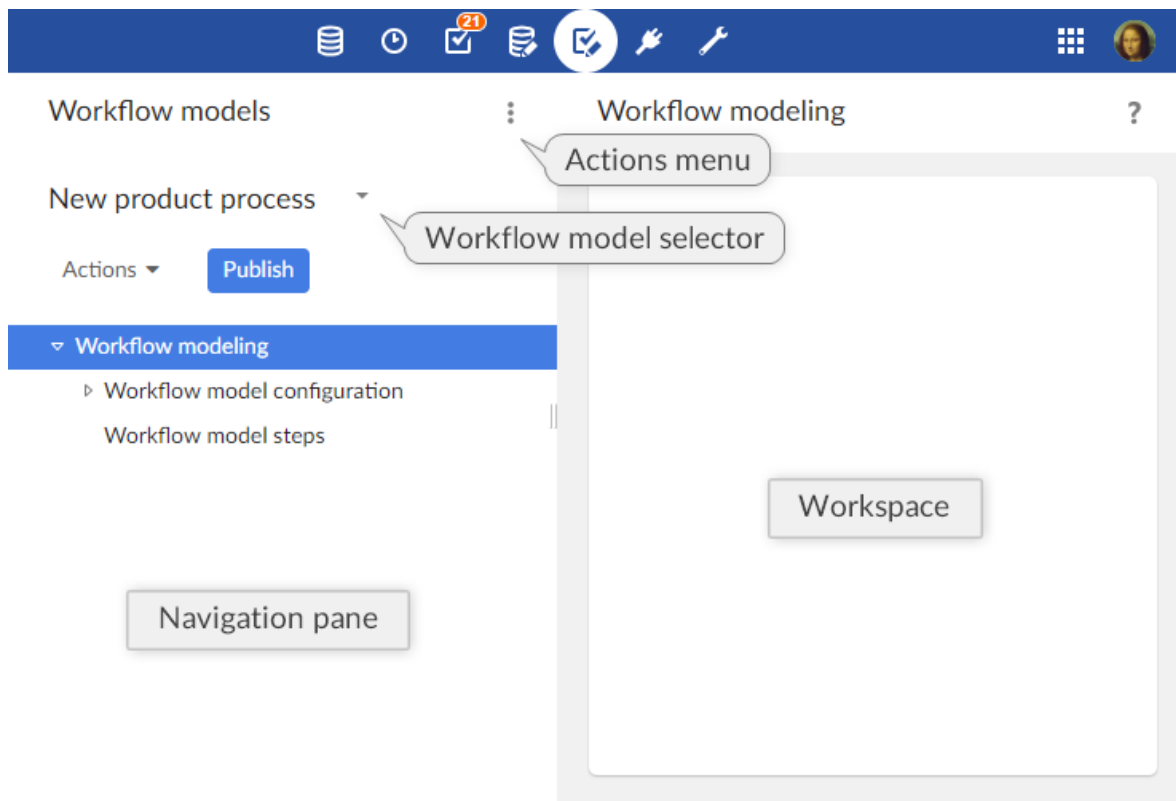 21
Workflow models
Workflow modeling
?
Actions menu
New product process
Workflow model selector
Actions
Publish
Workflow modeling
Workflow model configuration
Workflow model steps
Workspace
Navigation pane